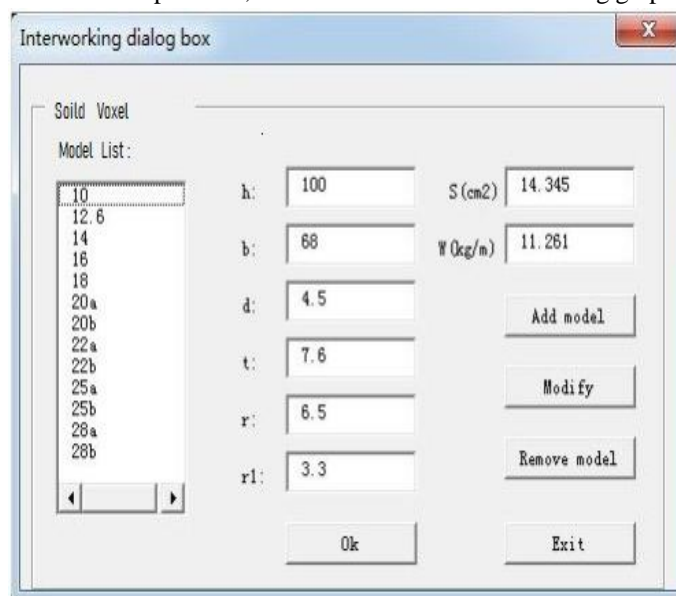 Interworking dialog box
X
Soild Voxel
Model List:
10
12.6
14
16
18
20a
20b
22a
22b
25a
25b
28a
28b
h: 100
b: 68
d: 4.5
t: 7.6
r: 6.5
r1: 3.3
S(cm2) 14.345
W(kg/m) 11.261
Add model
Modify
Remove model
Ok
Exit